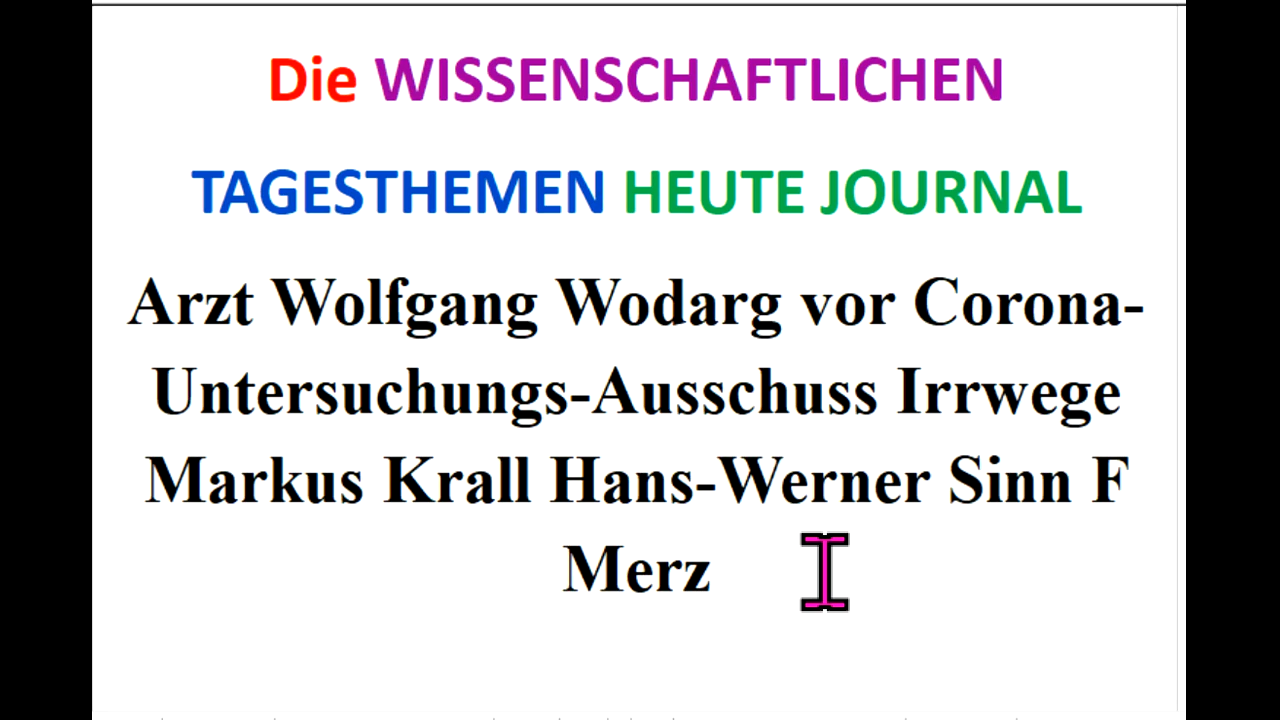 Die WISSENSCHAFTLICHEN
TAGESTHEMEN HEUTE JOURNAL
Arzt Wolfgang Wodarg vor Corona-
Untersuchungs-Ausschuss Irrwege
Markus Krall Hans-Werner Sinn F
Merz